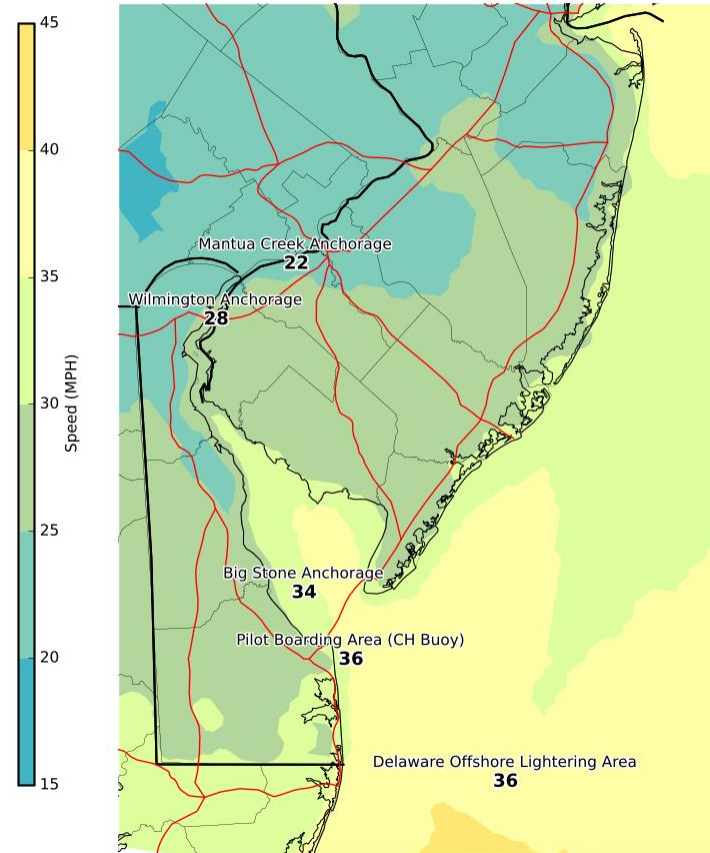 45
40
35
30
25
20
15
Speed (MPH)
Mantua Creek Anchorage
22
Wilmington Anchorage
28
Big Stone Anchorage
34
Pilot Boarding Area (CH Buoy)
36
Delaware Offshore Lightering Area
36